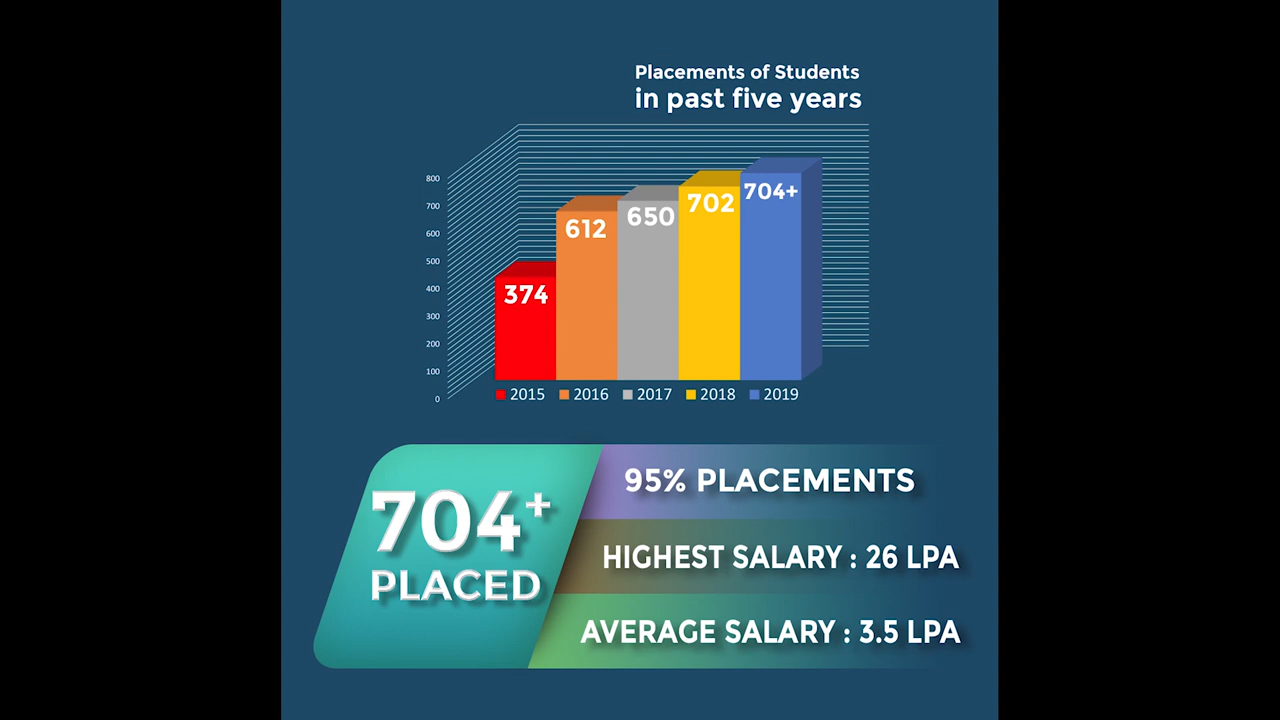 Placements of Students
in past five years
800
700
600
500
400
300
200
100
0
374
612
650
702
704+
2015 2016 2017 2018 2019
704+
PLACED
95% PLACEMENTS
HIGHEST SALARY : 26 LPA
AVERAGE SALARY : 3.5 LPA